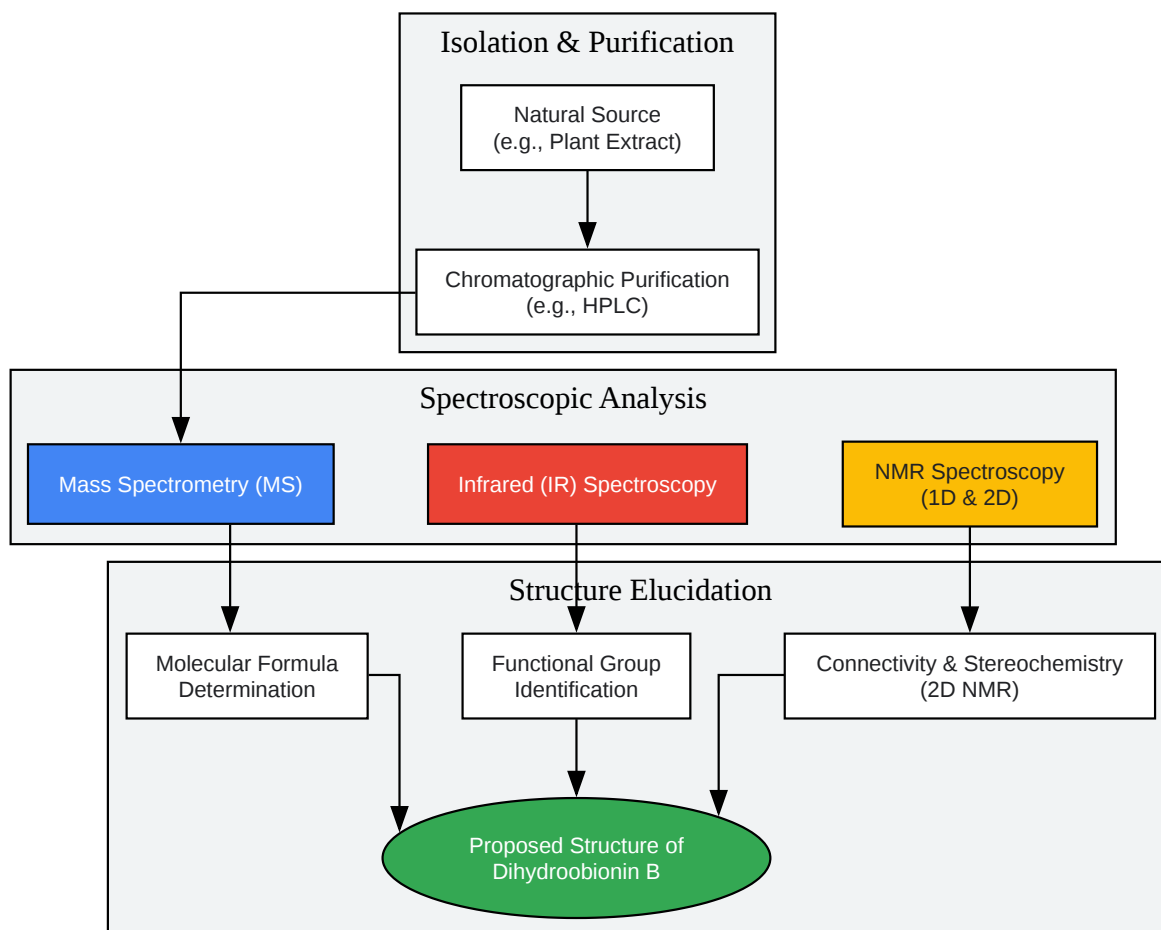 Isolation & Purification
Natural Source
(e.g., Plant Extract)
Chromatographic Purification
(e.g., HPLC)
Spectroscopic Analysis
Mass Spectrometry (MS)
Infrared (IR) Spectroscopy
NMR Spectroscopy
(1D & 2D)
Structure Elucidation
Molecular Formula
Determination
Functional Group
Identification
Connectivity & Stereochemistry
(2D NMR)
Proposed Structure of
Dihydroobionin B